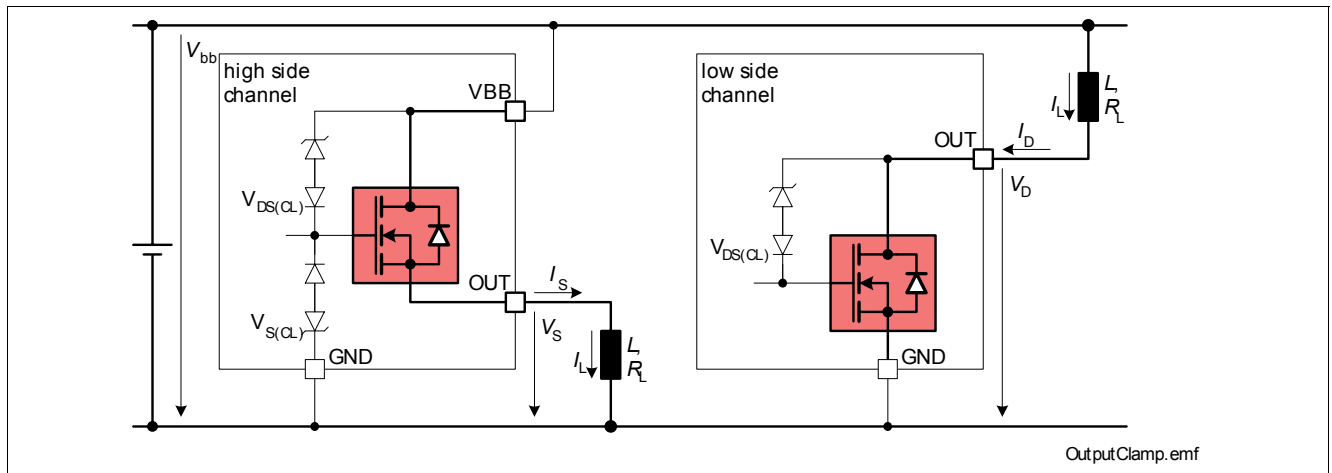 Vbb
high side
channel
VBB
VDS(CL)
OUT
IS
VS(CL)
VS
GND
IL
L,
RL
low side
channel
IL
L,
RL
OUT
ID
VD
VDS(CL)
GND
OutputClamp.emf